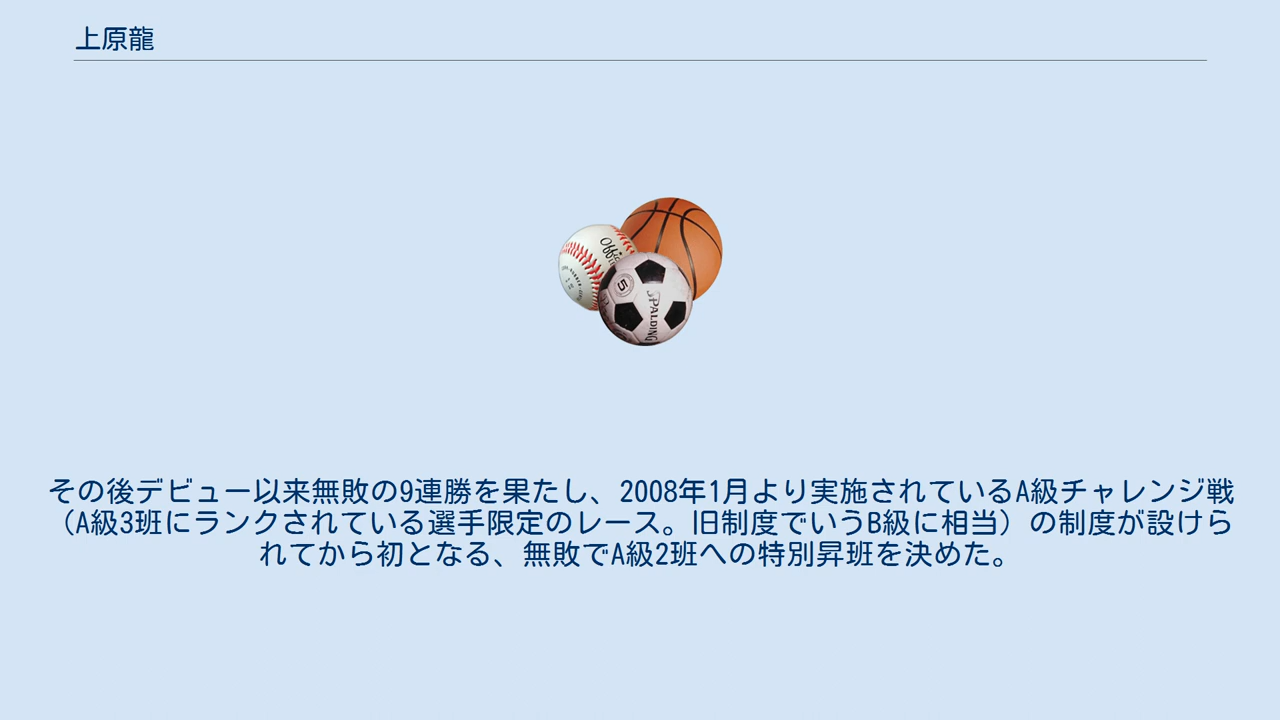 上原龍
Offic
5
SPALDING
その後デビュー以来無敗の9連勝を果たし、2008年1月より実施されているA級チャレンジ戦
（A級3班にランクされている選手限定のレース。旧制度でいうB級に相当）の制度が設けら
れてから初となる、無敗でA級2班への特別昇班を決めた。